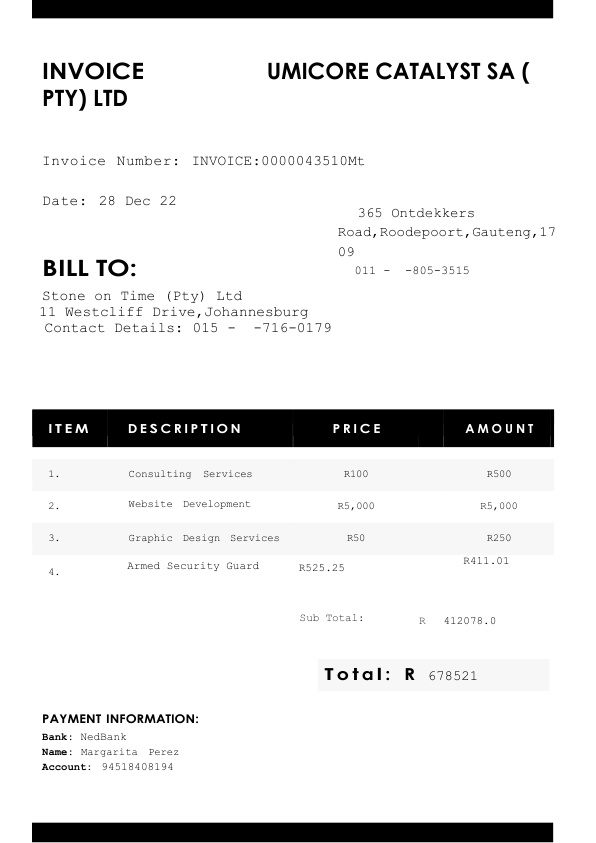 INVOICE UMICORE CATALYST SA (
PTY) LTD
Invoice Number: INVOICE:0000043510Mt
Date: 28 Dec 22
365 Ontdekkers
Road,Roodepoort,Gauteng,17
09
011 - -805-3515
BILL TO:
Stone on Time (Pty) Ltd
11 Westcliff Drive,Johannesburg
Contact Details: 015 - -716-0179
ITEM DESCRIPTION PRICE AMOUNT
1. Consulting Services R100 R500
2. Website Development R5,000 R5,000
3. Graphic Design Services R50 R250
4. Armed Security Guard R525.25 R411.01
Sub Total: R 412078.0
Total: R 678521
PAYMENT INFORMATION:
Bank: NedBank
Name: Margarita Perez
Account: 94518408194